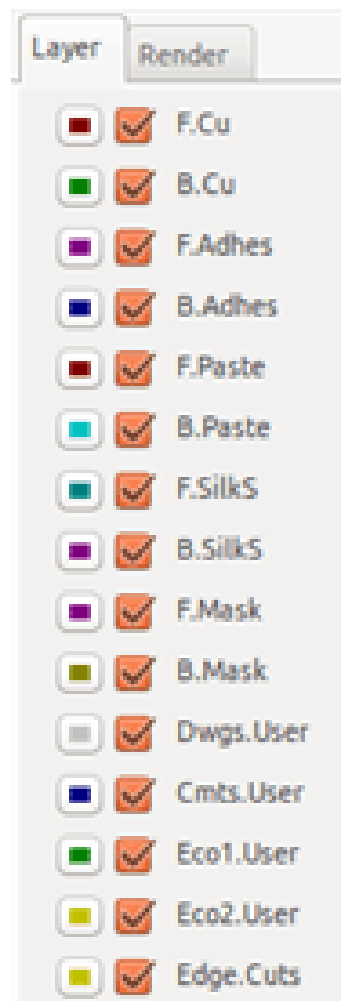 Layer Render
F.Cu
B.Cu
F.Adhes
B.Adhes
F.Paste
B.Paste
F.SilkS
B.SilkS
F.Mask
B.Mask
Dwgs.User
Cmts.User
Eco1.User
Eco2.User
Edge.Cuts